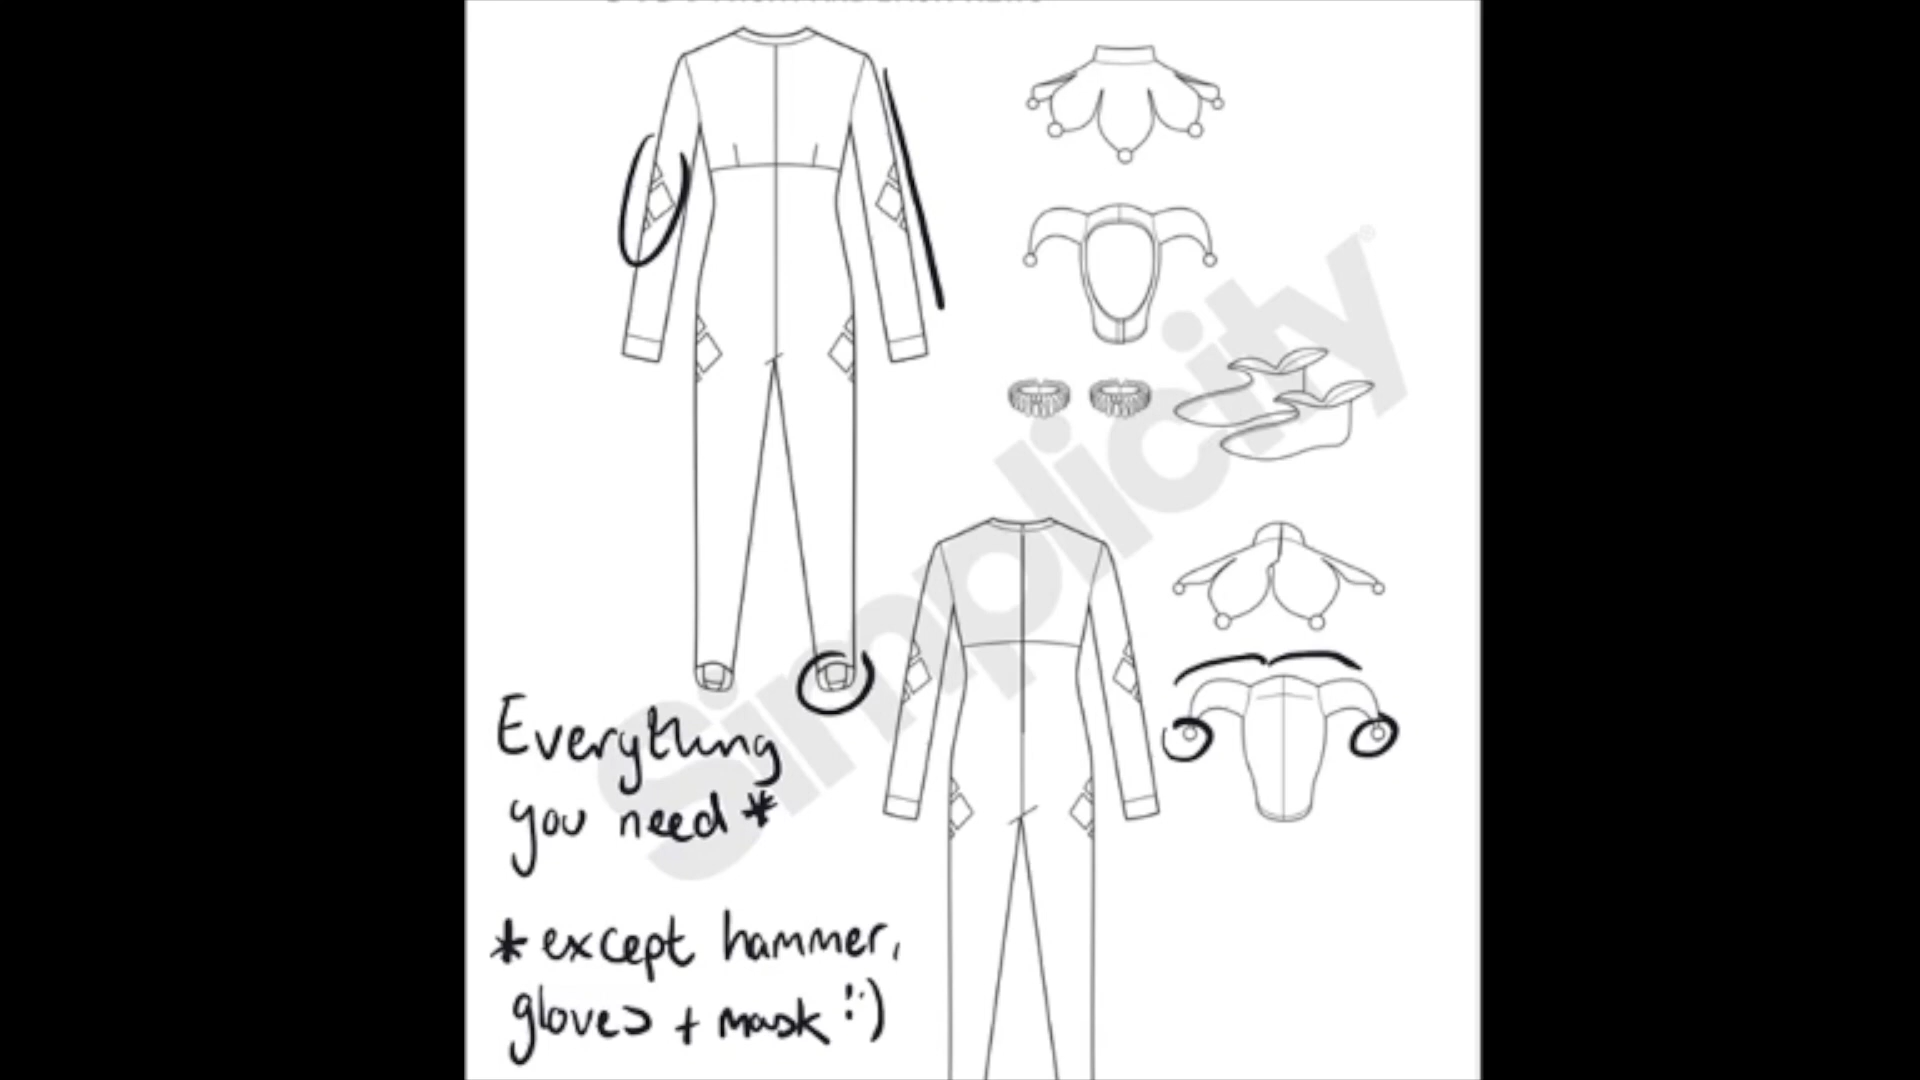 simplicity®
Everything
you need *
* except hammer,
gloves + mask !:)